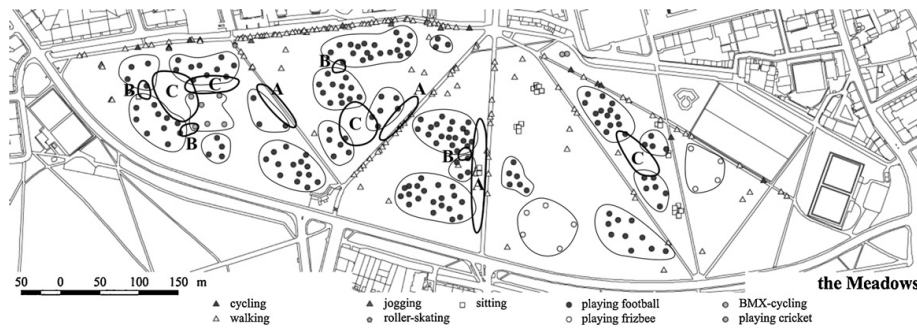 B
A
B
C
C
A
B
C
B
C
A
50 0 50 100 150 m
the Meadows
cycling jogging sitting playing football BMX-cycling
walking roller-skating playing frizbee playing cricket